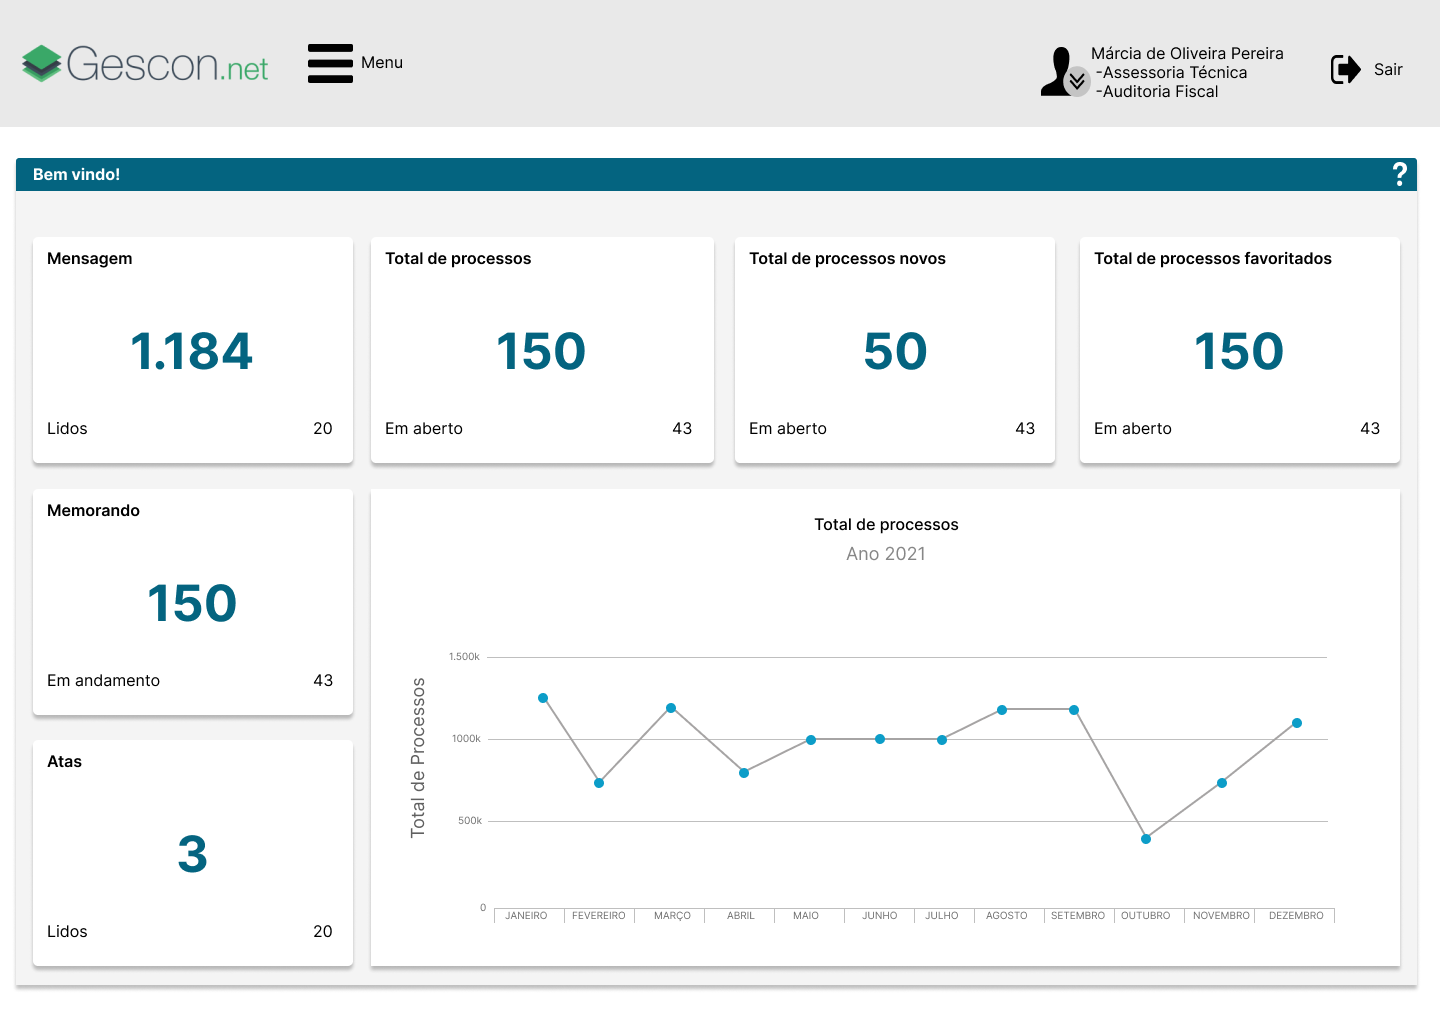 Gescon.net
Menu
Márcia de Oliveira Pereira
-Assessoria Técnica
-Auditoria Fiscal
Sair
Bem vindo!
?
Mensagem
1.184
Lidos 20
Total de processos
150
Em aberto 43
Total de processos novos
50
Em aberto 43
Total de processos favoritados
150
Em aberto 43
Memorando
150
Em andamento 43
Atas
3
Lidos 20
Total de processos
Ano 2021
Total de Processos
1.500k
1000k
500k
0
JANEIRO FEVEREIRO MARÇO ABRIL MAIO JUNHO JULHO AGOSTO SETEMBRO OUTUBRO NOVEMBRO DEZEMBRO